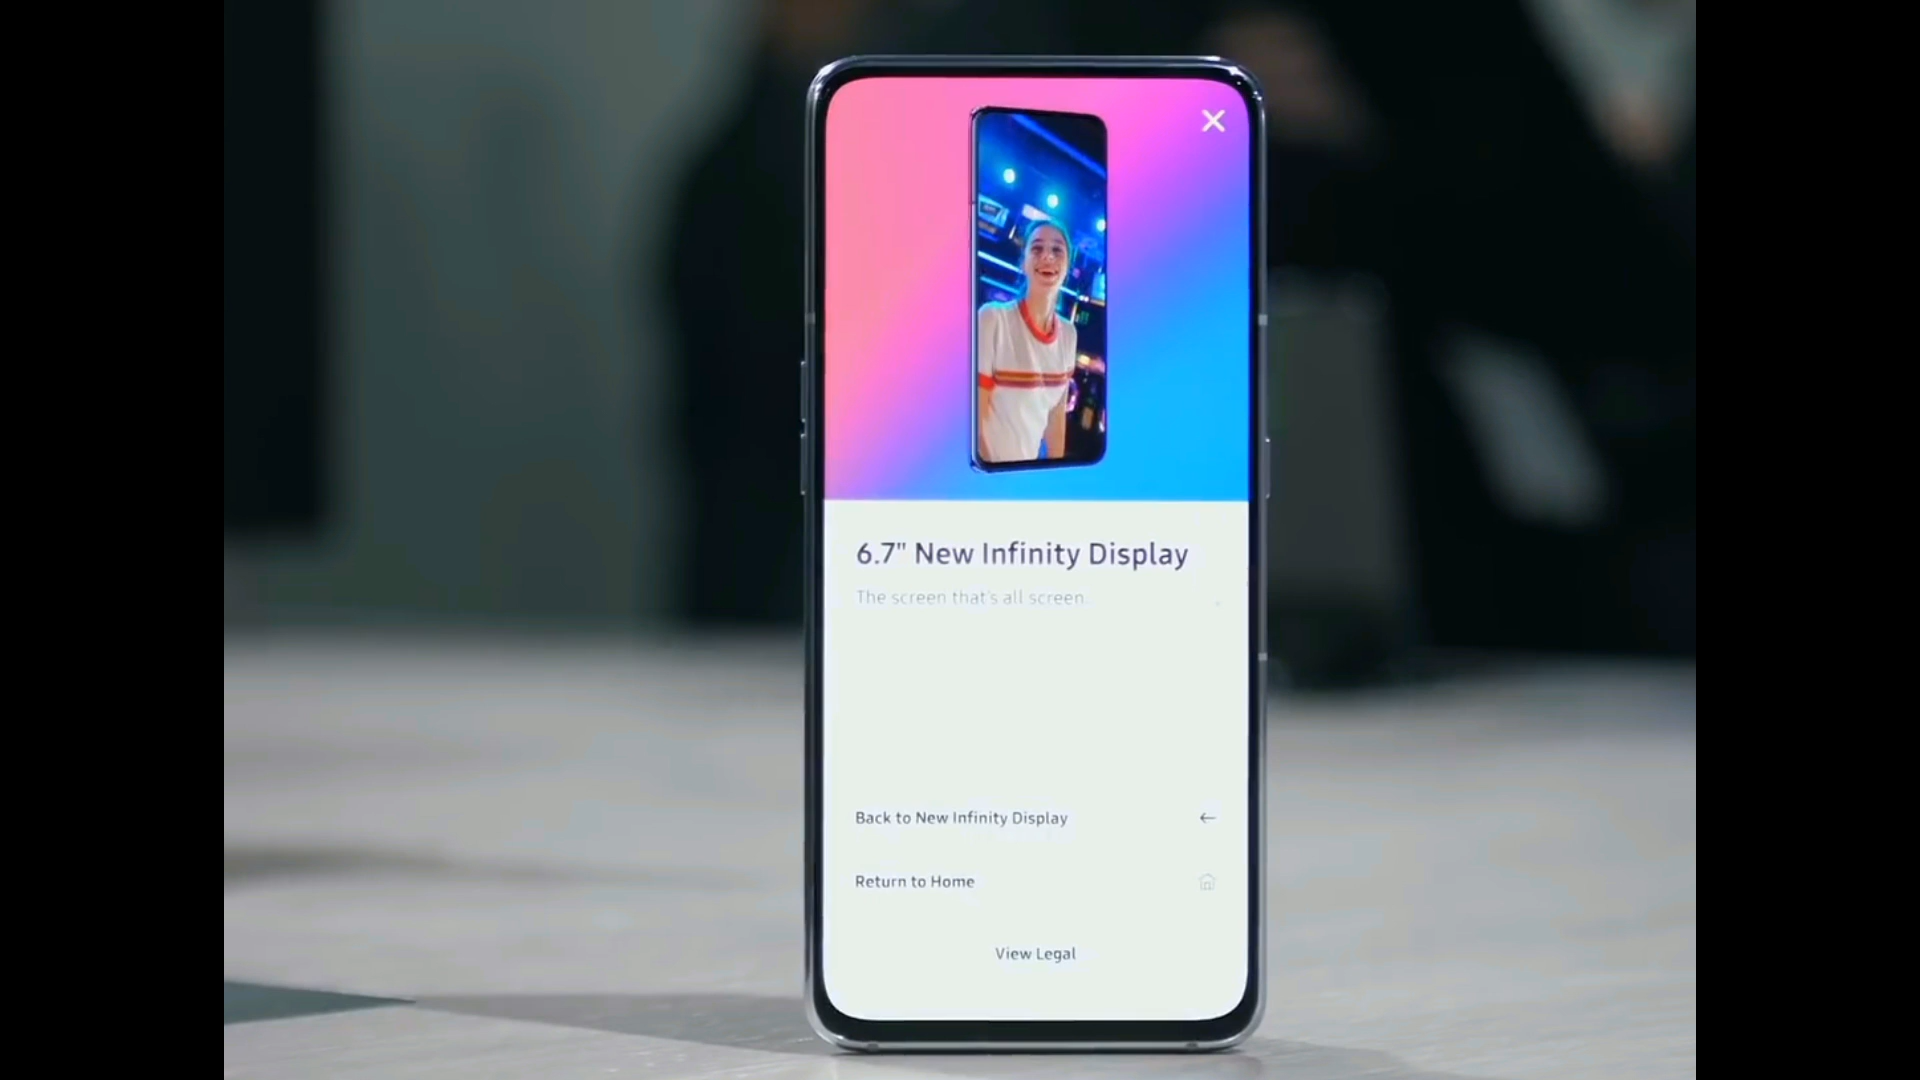 6.7" New Infinity Display
The screen that's all screen...
Back to New Infinity Display
Return to Home
View Legal